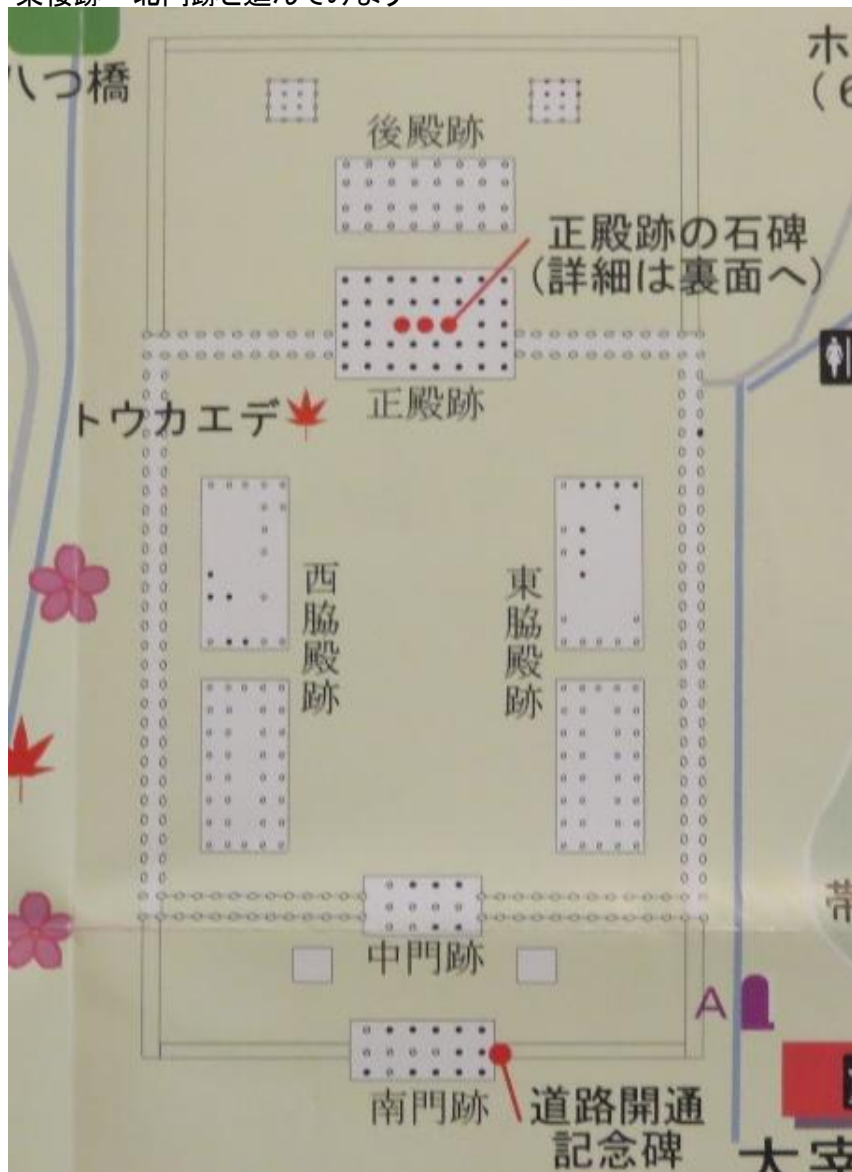 八つ橋
後殿跡
正殿跡の石碑
(詳細は裏面へ)
正殿跡
トウカエデ
西脇殿跡
東脇殿跡
中門跡
A
南門跡
道路開通
記念碑